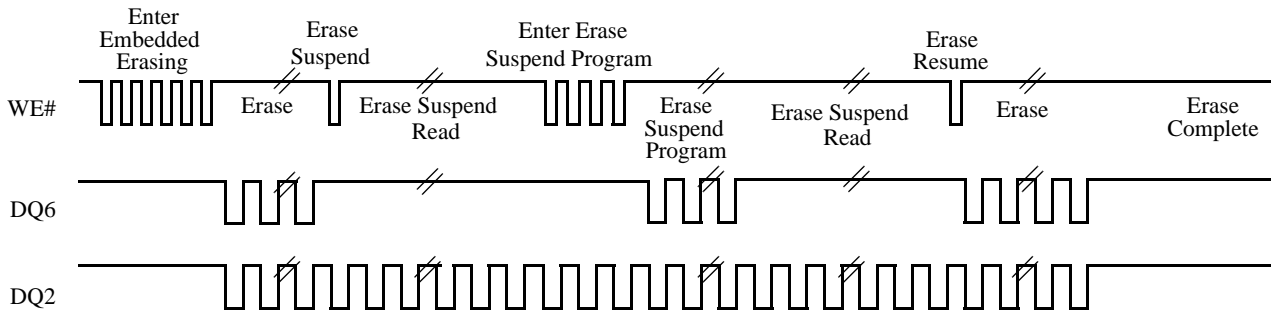 Enter
Embedded
Erasing
Erase
Suspend
Enter Erase
Suspend Program
Erase
Resume
WE#
Erase
Erase Suspend
Read
Erase
Suspend
Program
Erase Suspend
Read
Erase
Erase
Complete
DQ6
DQ2